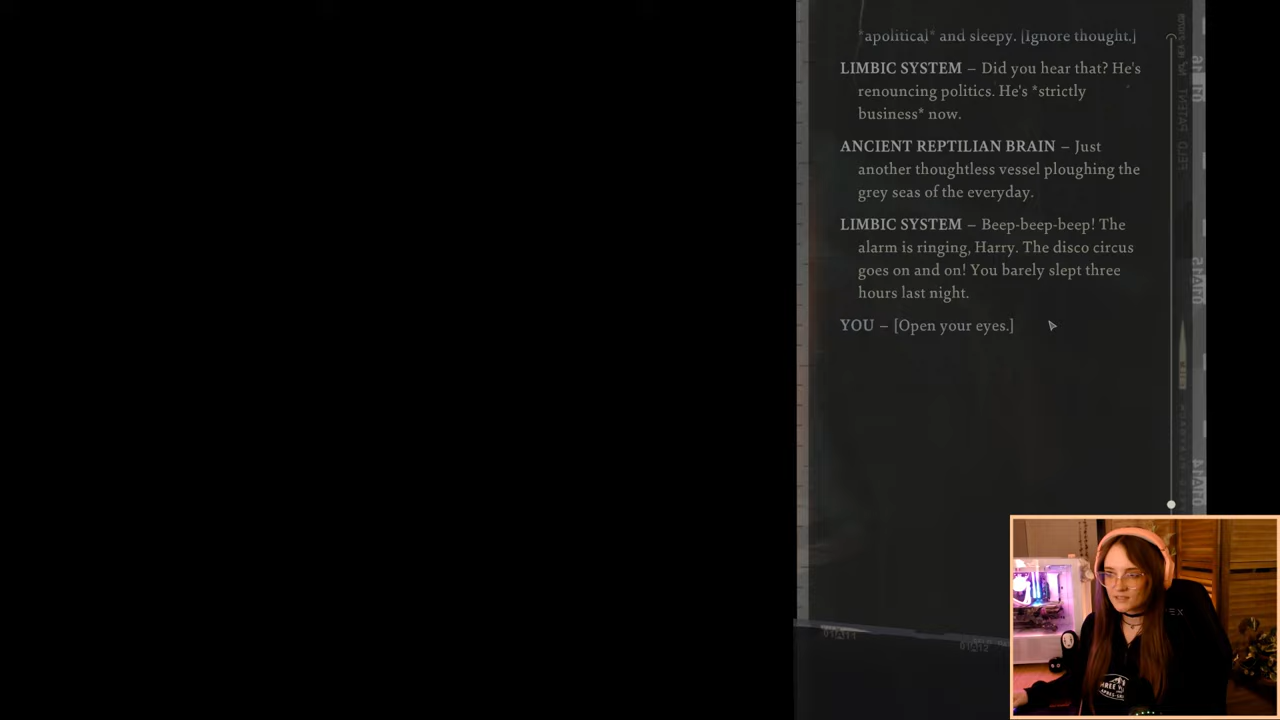 *apolitical* and sleepy. [Ignore thought.]
LIMBIC SYSTEM – Did you hear that? He's
renouncing politics. He's *strictly
business* now.
ANCIENT REPTILIAN BRAIN – Just
another thoughtless vessel ploughing the
grey seas of the everyday.
LIMBIC SYSTEM – Beep-beep-beep! The
alarm is ringing, Harry. The disco circus
goes on and on! You barely slept three
hours last night.
YOU – [Open your eyes.]